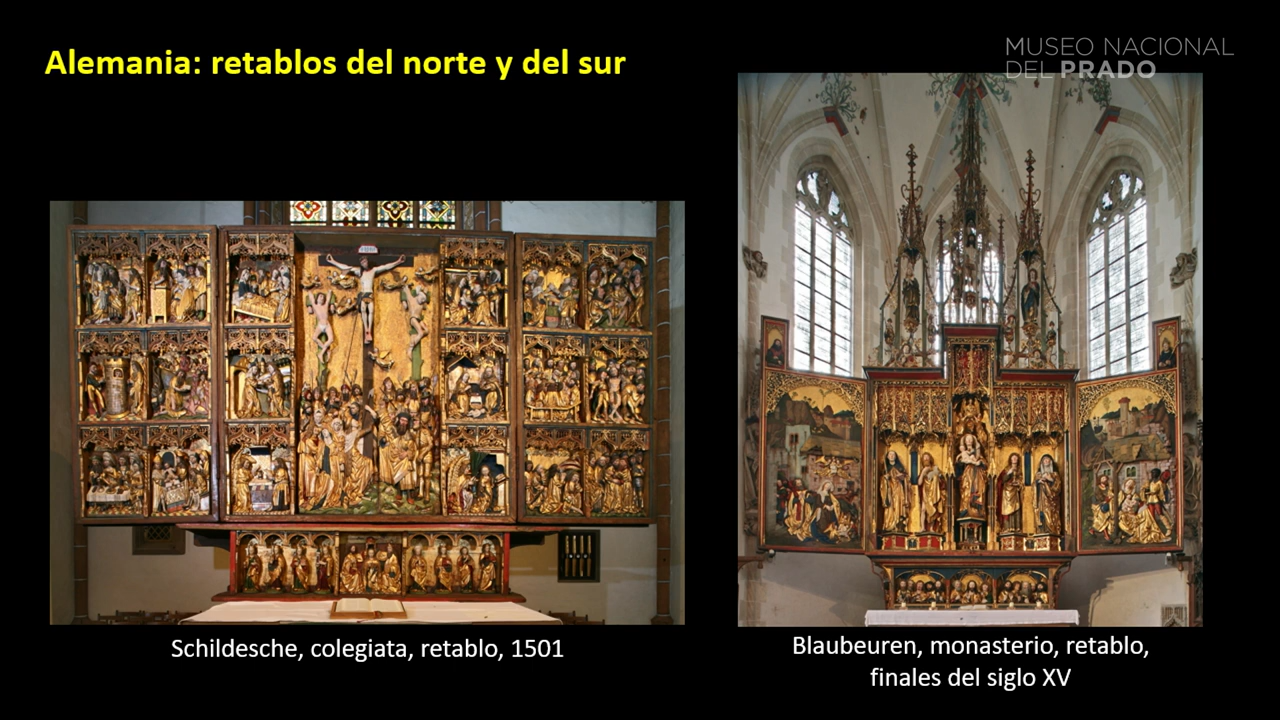 Alemania: retablos del norte y del sur
MUSEO NACIONAL
DEL PRADO
Schildesche, colegiata, retablo, 1501
Blaubeuren, monasterio, retablo,
finales del siglo XV